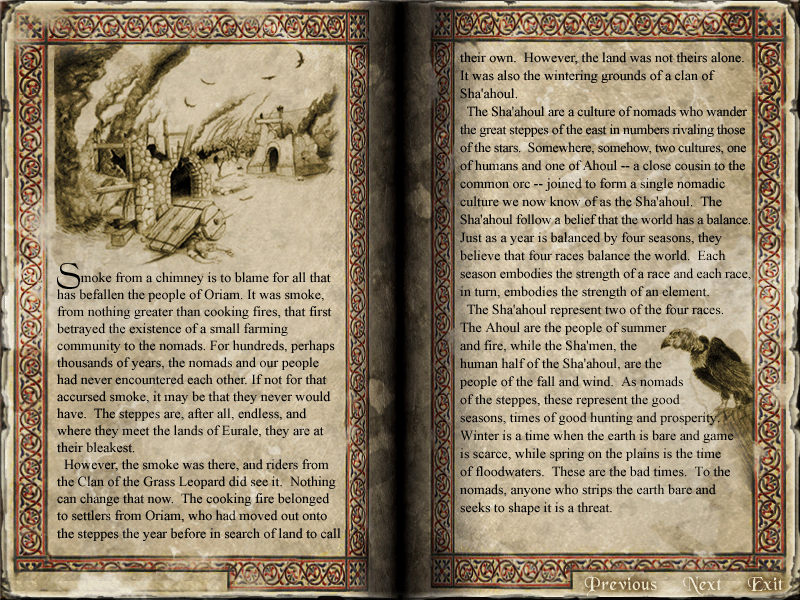 Smoke from a chimney is to blame for all that
has befallen the people of Oriam. It was smoke,
from nothing greater than cooking fires, that first
betrayed the existence of a small farming
community to the nomads. For hundreds, perhaps
thousands of years, the nomads and our people
had never encountered each other. If not for that
accursed smoke, it may be that they never would
have.  The steppes are, after all, endless, and
where they meet the lands of Eurale, they are at
their bleakest.
However, the smoke was there, and riders from
the Clan of the Grass Leopard did see it.  Nothing
can change that now.  The cooking fire belonged
to settlers from Oriam, who had moved out onto
the steppes the year before in search of land to call
their own.  However, the land was not theirs alone.
It was also the wintering grounds of a clan of
Sha'ahoul.
The Sha'ahoul are a culture of nomads who wander
the great steppes of the east in numbers rivaling those
of the stars.  Somewhere, somehow, two cultures, one
of humans and one of Ahoul -- a close cousin to the
common orc -- joined to form a single nomadic
culture we now know of as the Sha'ahoul.  The
Sha'ahoul follow a belief that the world has a balance.
Just as a year is balanced by four seasons, they
believe that four races balance the world.  Each
season embodies the strength of a race and each race,
in turn, embodies the strength of an element.
The Sha'ahoul represent two of the four races.
The Ahoul are the people of summer
and fire, while the Sha'men, the
human half of the Sha'ahoul, are the
people of the fall and wind.  As nomads
of the steppes, these represent the good
seasons, times of good hunting and prosperity.
Winter is a time when the earth is bare and game
is scarce, while spring on the plains is the time
of floodwaters.  These are the bad times.  To the
nomads, anyone who strips the earth bare and
seeks to shape it is a threat.
Previous Next Exit